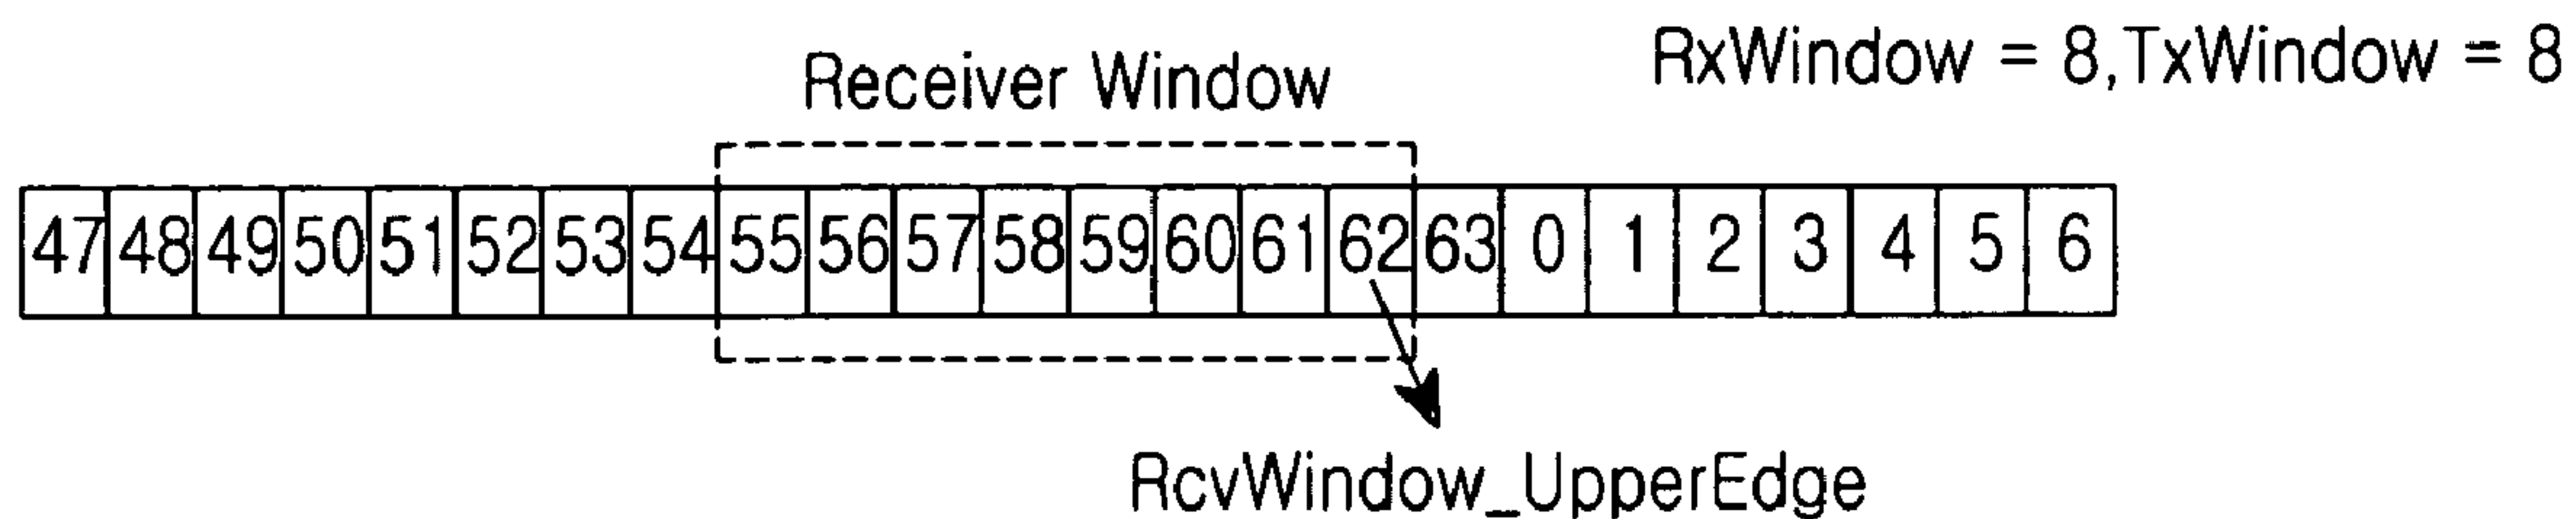 RxWindow = 8,TxWindow = 8
Receiver Window
47 48 49 50 51 52 53 54 55 56 57 58 59 60 61 62 63 0 1 2 3 4 5 6
RcvWindow_UpperEdge